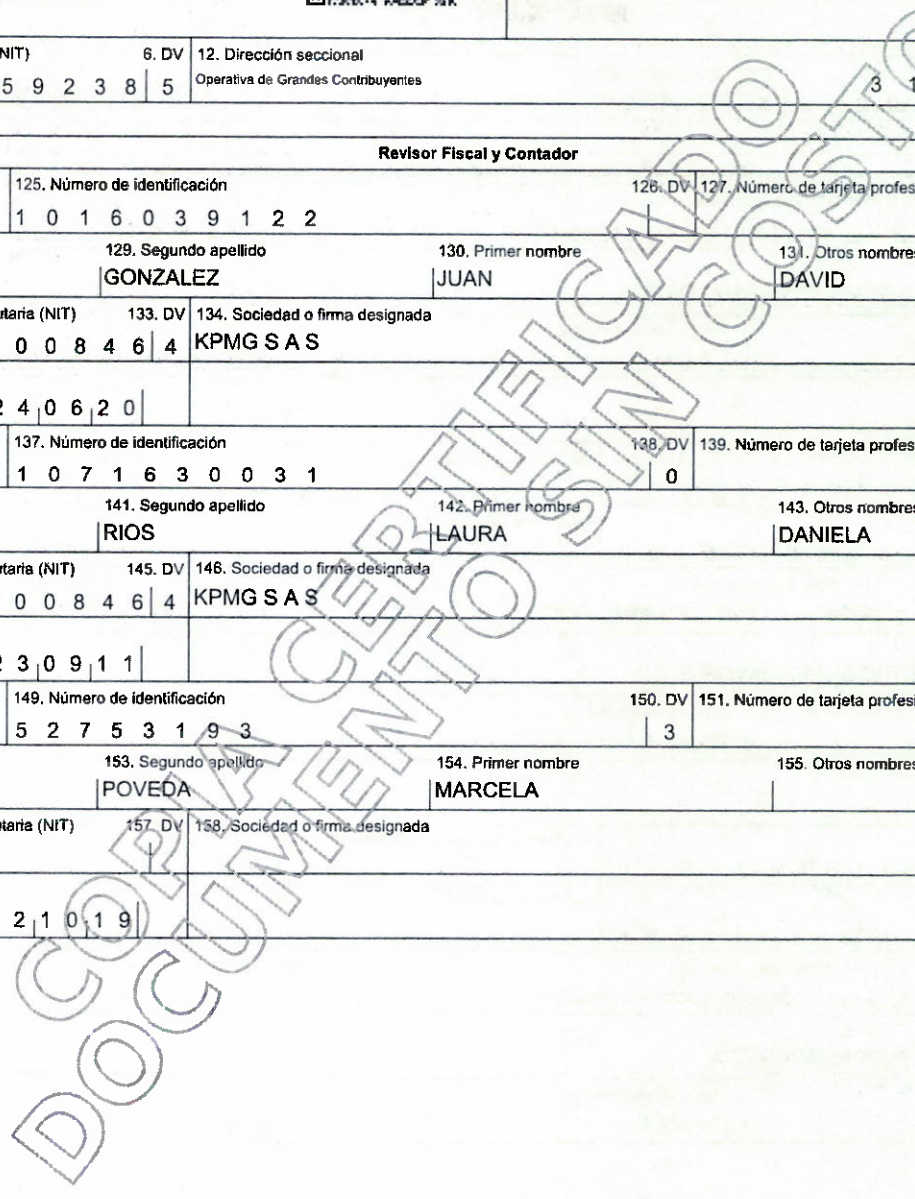 NIT) 6. DV 12. Dirección seccional
5 9 2 3 8 5 Operativa de Grandes Contribuyentes 3 1
Revisor Fiscal y Contador
125. Número de identificación 126. DV 127. Número de tarjeta profes
1 0 1 6 0 3 9 1 2 2
129. Segundo apellido 130. Primer nombre 131. Otros nombres
GONZALEZ JUAN DAVID
utaria (NIT) 133. DV 134. Sociedad o firma designada
0 0 8 4 6 4 KPMG S A S
2 4 0 6 2 0
137. Número de identificación 138. DV 139. Número de tarjeta profes
1 0 7 1 6 3 0 0 3 1 0
141. Segundo apellido 142. Primer nombre 143. Otros nombres
RIOS LAURA DANIELA
utaria (NIT) 145. DV 146. Sociedad o firma designada
0 0 8 4 6 4 KPMG S A S
2 3 0 9 1 1
149. Número de identificación 150. DV 151. Número de tarjeta profesi
5 2 7 5 3 1 9 3 3
153. Segundo apellido 154. Primer nombre 155. Otros nombres
POVEDA MARCELA
utaria (NIT) 157. DV 158. Sociedad o firma designada
2 1 0 1 9
COPIA CERTIFICADO
DOCUMENTO SIN COSTO